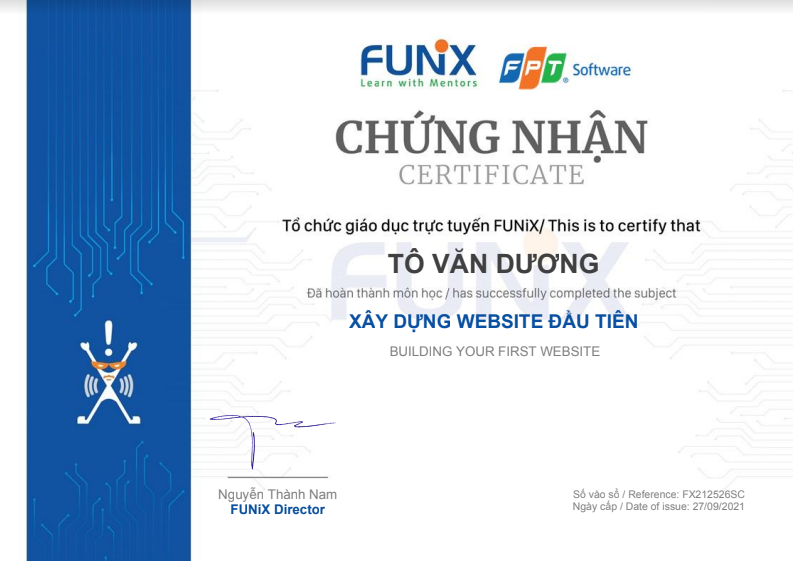 FUNiX
Learn with Mentors
FPT Software
CHỨNG NHẬN
CERTIFICATE
Tổ chức giáo dục trực tuyến FUNiX/ This is to certify that
FUNiX
TÔ VĂN DƯƠNG
Đã hoàn thành môn học / has successfully completed the subject
XÂY DỰNG WEBSITE ĐẦU TIÊN
BUILDING YOUR FIRST WEBSITE
Nguyễn Thành Nam
FUNiX Director
Số vào sổ / Reference: FX212526SC
Ngày cấp / Date of issue: 27/09/2021